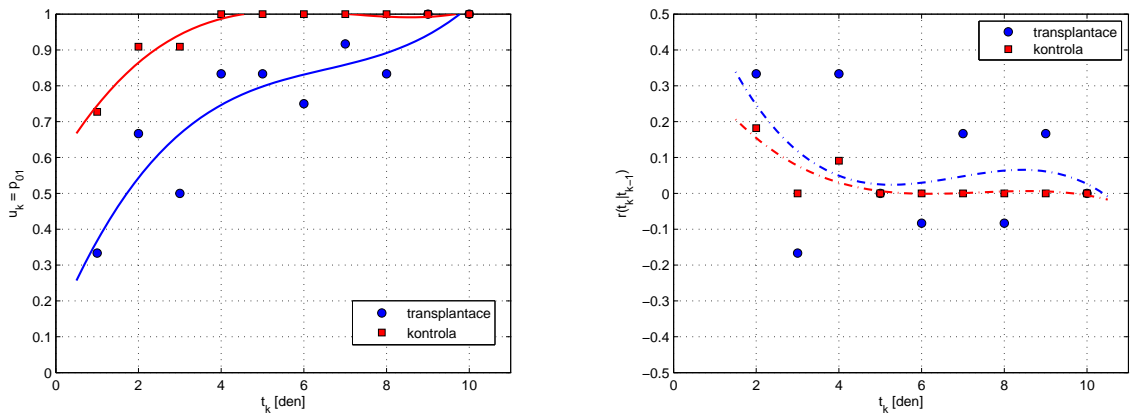 1
0.9
0.8
0.7
0.6
0.5
0.4
0.3
0.2
0.1
0
0 2 4 6 8 10
u_k = p_01
t_k [den]
transplantace
kontrola
0.5
0.4
0.3
0.2
0.1
0
−0.1
−0.2
−0.3
−0.4
−0.5
0 2 4 6 8 10
r(t_k|t_{k−1})
t_k [den]
transplantace
kontrola